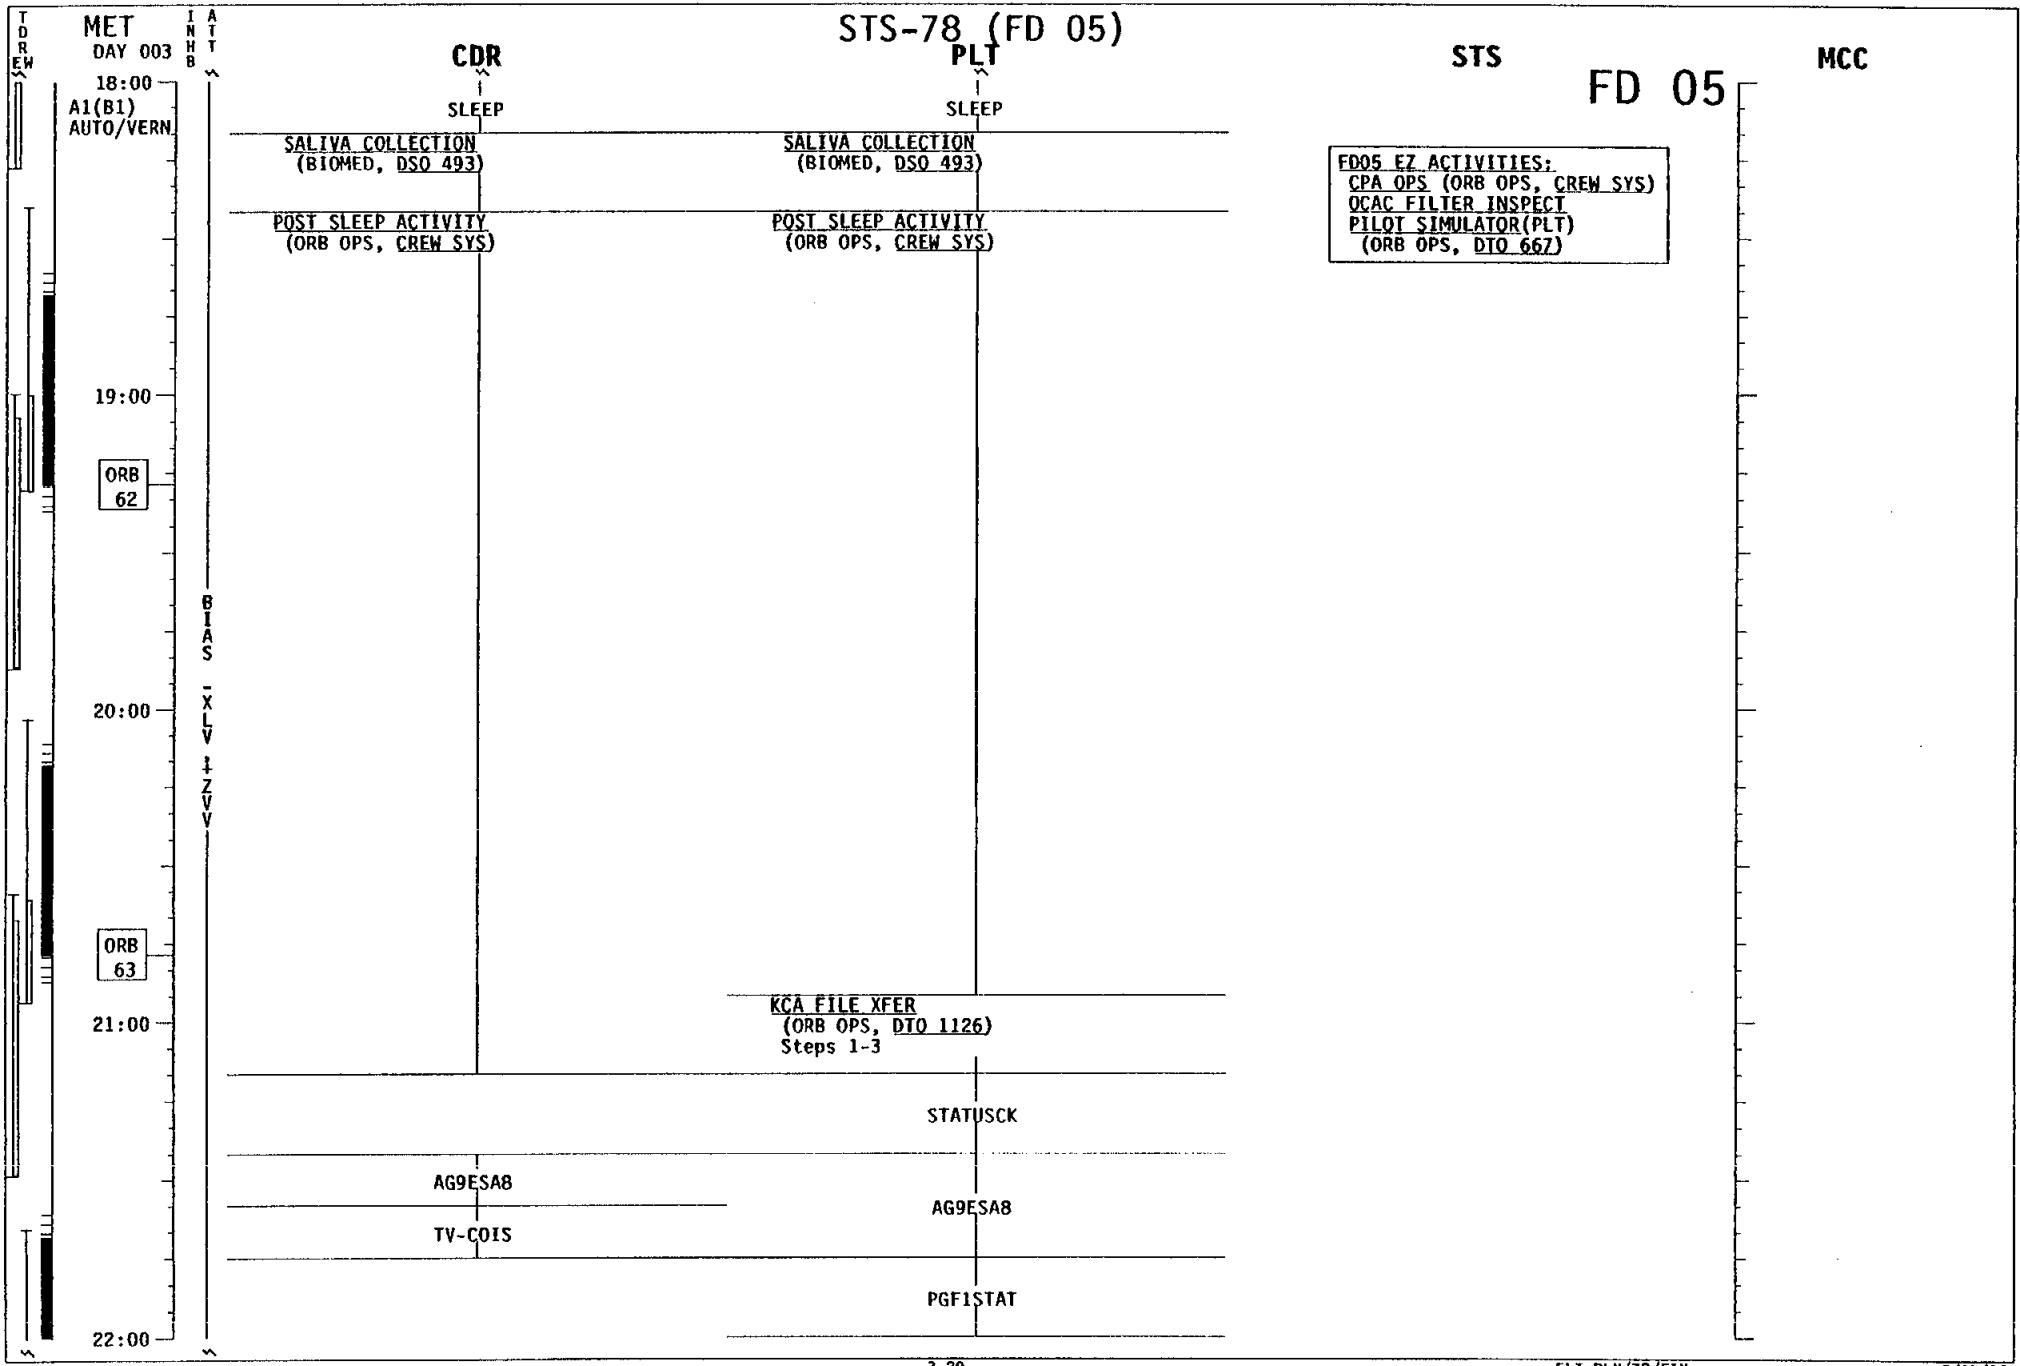 STS-78 (FD 05)
TDREW
MET
DAY 003
INHB
ATT
CDR
PLT
STS
MCC
FD 05
18:00
A1(B1)
AUTO/VERN
SLEEP
SLEEP
SALIVA COLLECTION
(BIOMED, DSO 493)
SALIVA COLLECTION
(BIOMED, DSO 493)
FD05 EZ ACTIVITIES:
CPA OPS (ORB OPS, CREW SYS)
OCAC FILTER INSPECT
PILOT SIMULATOR(PLT)
(ORB OPS, DTO 667)
POST SLEEP ACTIVITY
(ORB OPS, CREW SYS)
POST SLEEP ACTIVITY
(ORB OPS, CREW SYS)
19:00
ORB
62
BIAS -XLV +ZVV
20:00
ORB
63
KCA FILE XFER
(ORB OPS, DTO 1126)
Steps 1-3
21:00
STATUSCK
AG9ESA8
AG9ESA8
TV-COIS
PGF1STAT
22:00